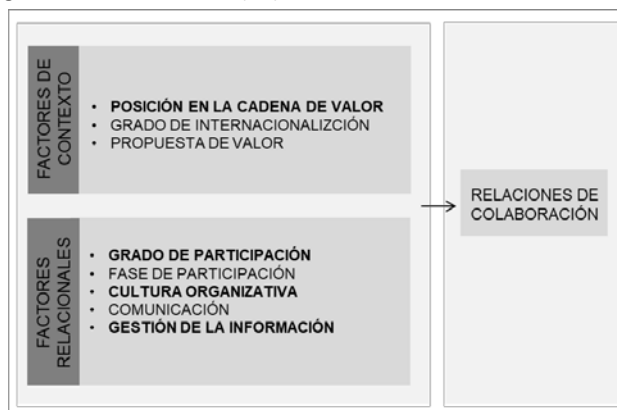 FACTORES DE
CONTEXTO
• POSICIÓN EN LA CADENA DE VALOR
• GRADO DE INTERNACIONALIZCIÓN
• PROPUESTA DE VALOR
FACTORES
RELACIONALES
• GRADO DE PARTICIPACIÓN
• FASE DE PARTICIPACIÓN
• CULTURA ORGANIZATIVA
• COMUNICACIÓN
• GESTIÓN DE LA INFORMACIÓN
RELACIONES DE
COLABORACIÓN